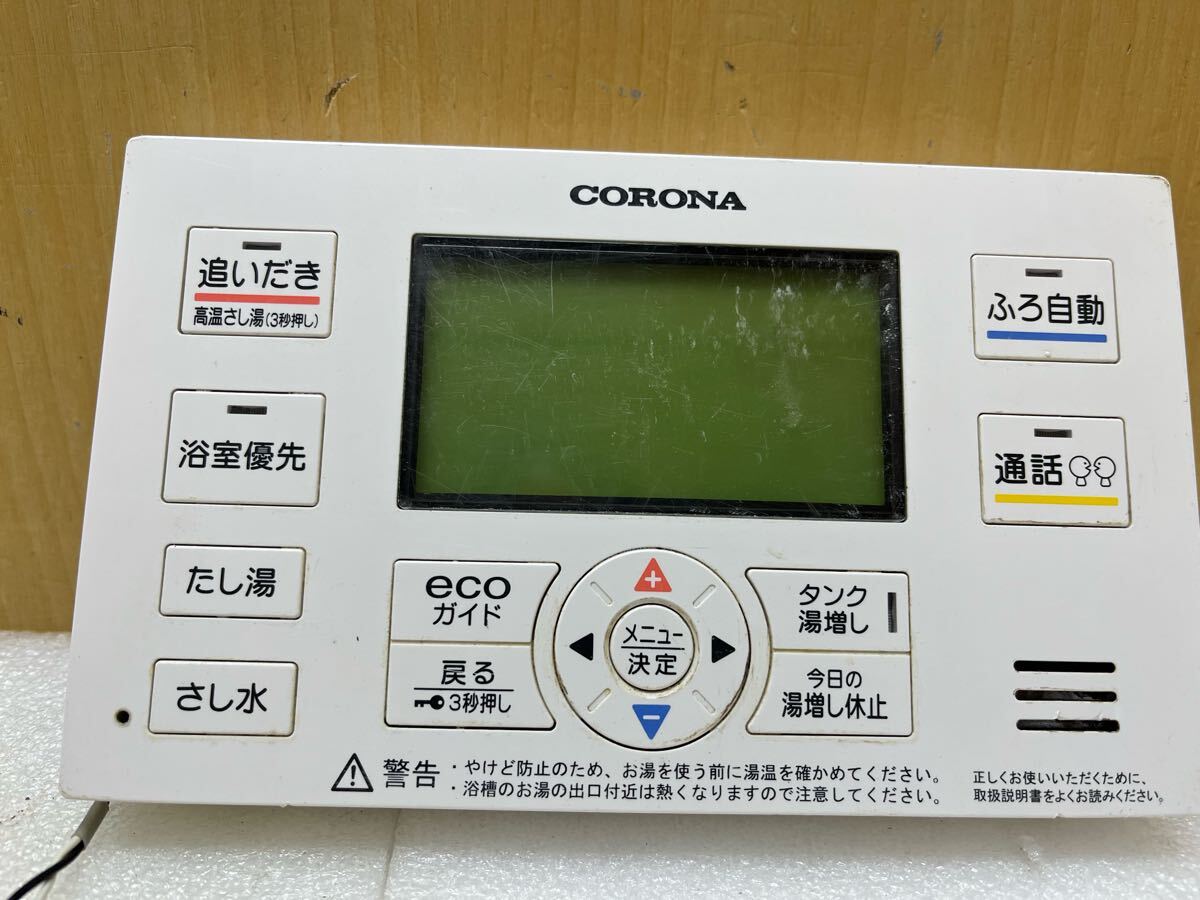 CORONA
追いだき
高温さし湯(3秒押し)
浴室優先
たし湯
さし水
eco
ガイド
戻る
3秒押し
+
メニュー
決定
−
タンク
湯増し
今日の
湯増し休止
ふろ自動
通話
警告
・やけど防止のため、お湯を使う前に湯温を確かめてください。
・浴槽のお湯の出口付近は熱くなりますので注意してください。
正しくお使いいただくために、
取扱説明書をよくお読みください。